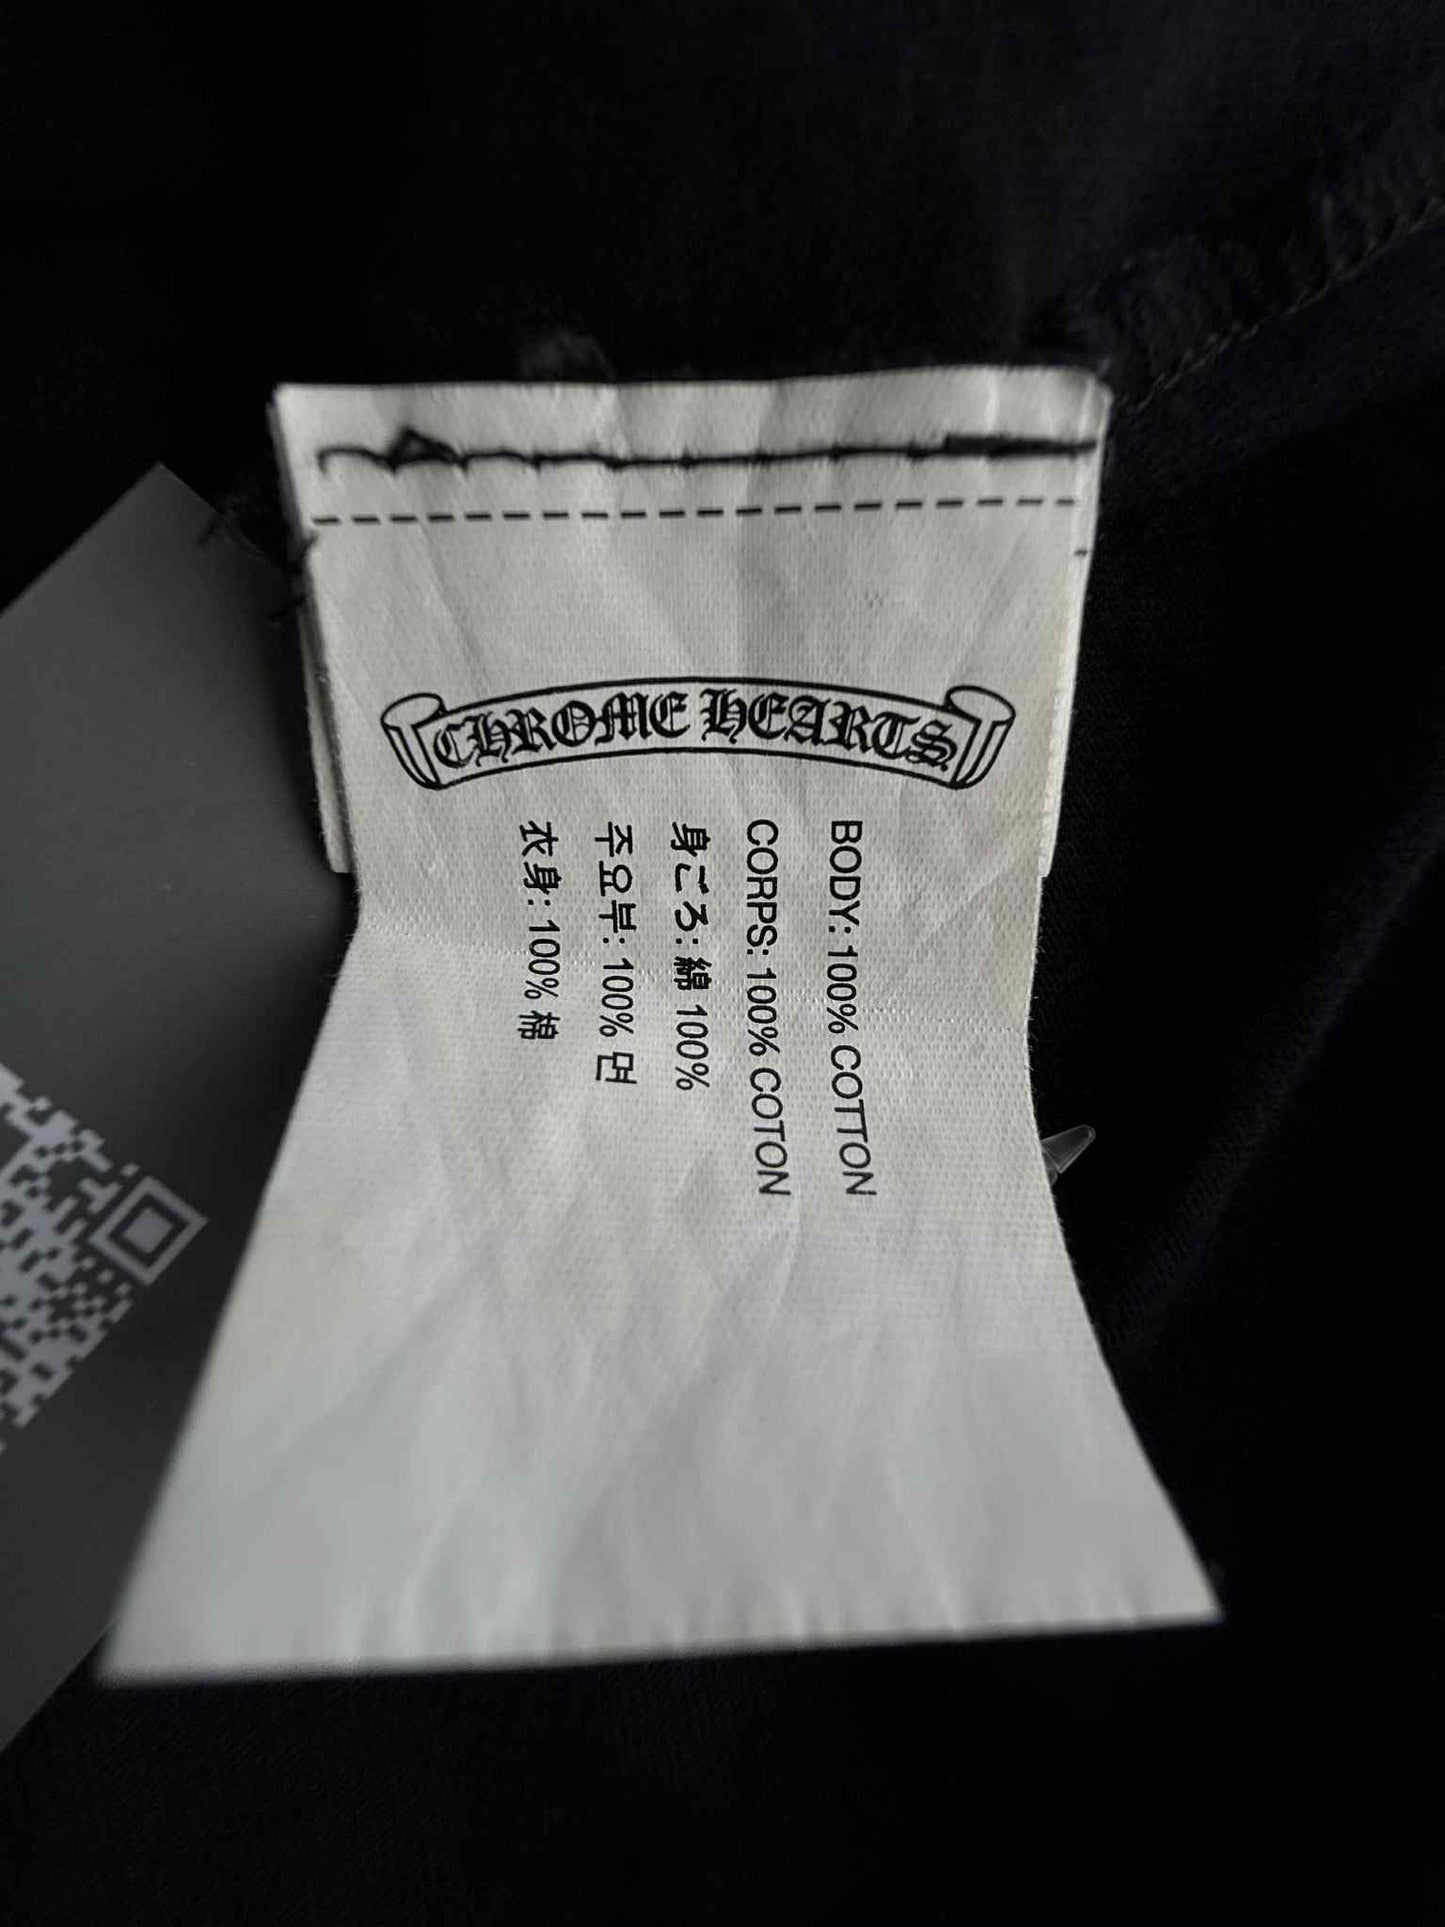 CHROME HEARTS
BODY: 100% COTTON
CORPS: 100% COTON
身ごろ: 綿 100%
주요부: 100% 면
衣身: 100% 棉